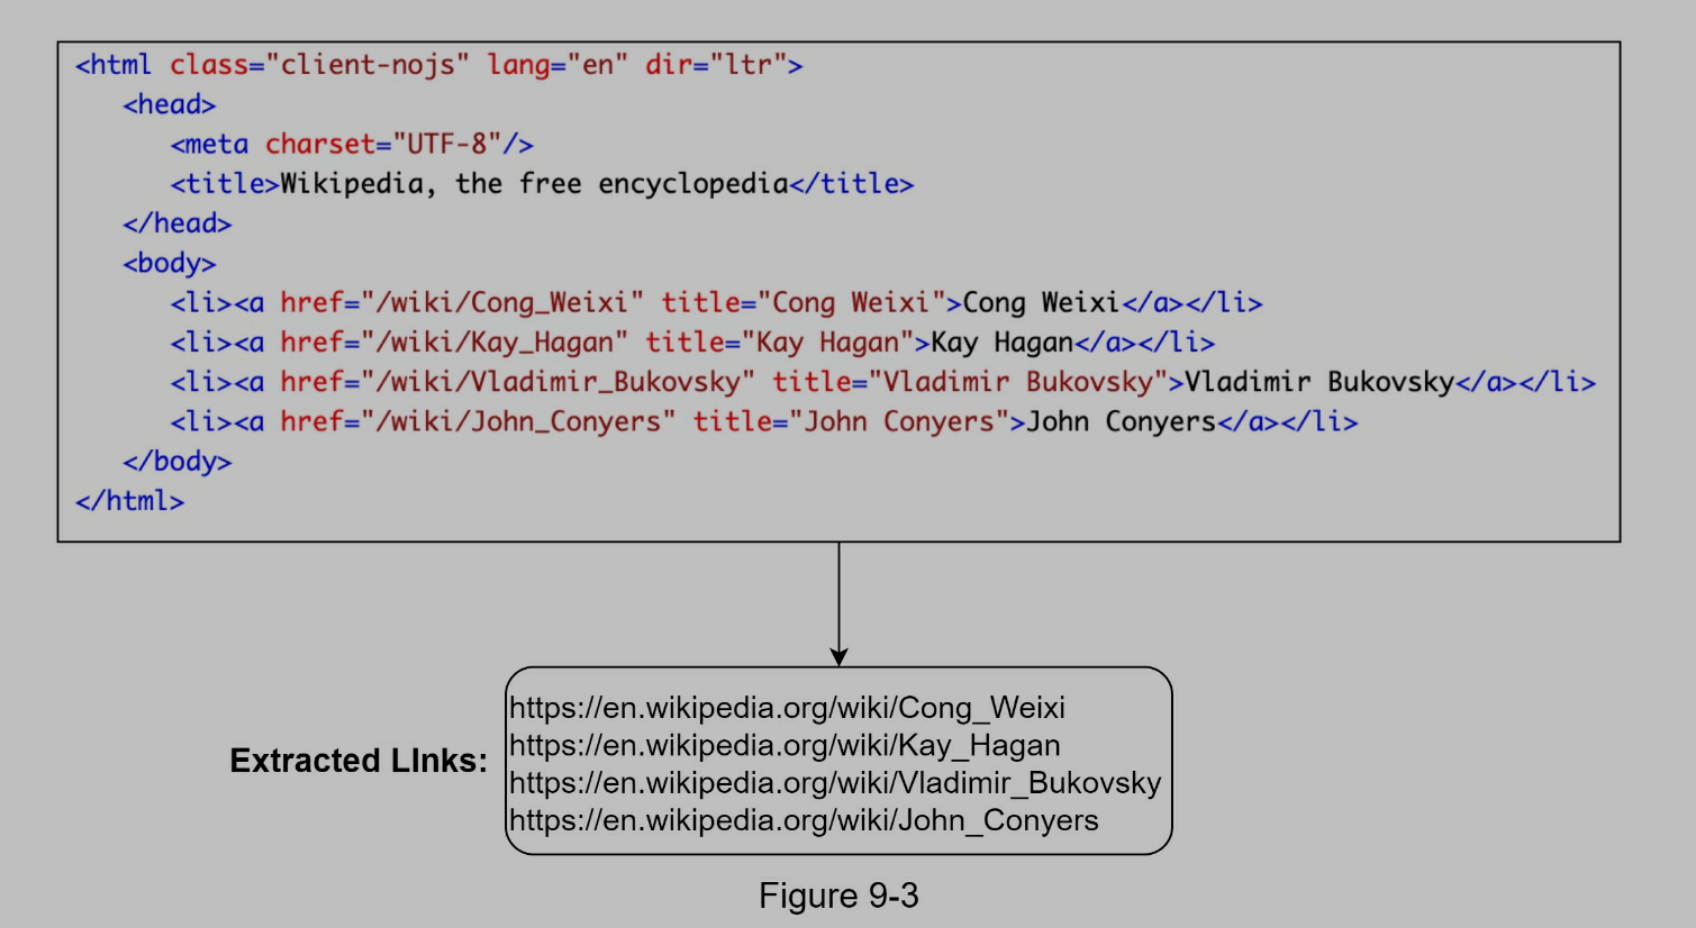 <html class="client-nojs" lang="en" dir="ltr">
<head>
<meta charset="UTF-8"/>
<title>Wikipedia, the free encyclopedia</title>
</head>
<body>
<li><a href="/wiki/Cong_Weixi" title="Cong Weixi">Cong Weixi</a></li>
<li><a href="/wiki/Kay_Hagan" title="Kay Hagan">Kay Hagan</a></li>
<li><a href="/wiki/Vladimir_Bukovsky" title="Vladimir Bukovsky">Vladimir Bukovsky</a></li>
<li><a href="/wiki/John_Conyers" title="John Conyers">John Conyers</a></li>
</body>
</html>
Extracted LInks:
https://en.wikipedia.org/wiki/Cong_Weixi
https://en.wikipedia.org/wiki/Kay_Hagan
https://en.wikipedia.org/wiki/Vladimir_Bukovsky
https://en.wikipedia.org/wiki/John_Conyers
Figure 9-3